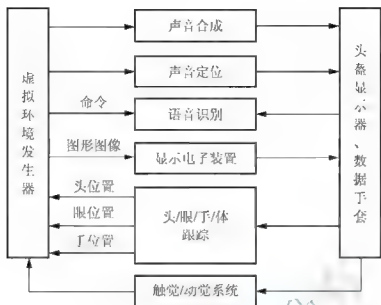 虚拟环境发生器
声音合成
声音定位
命令
语音识别
图形图像
显示电子装置
头位置
眼位置
手位置
头/眼/手/体
跟踪
触觉/动觉系统
头盔显示器、数据手套